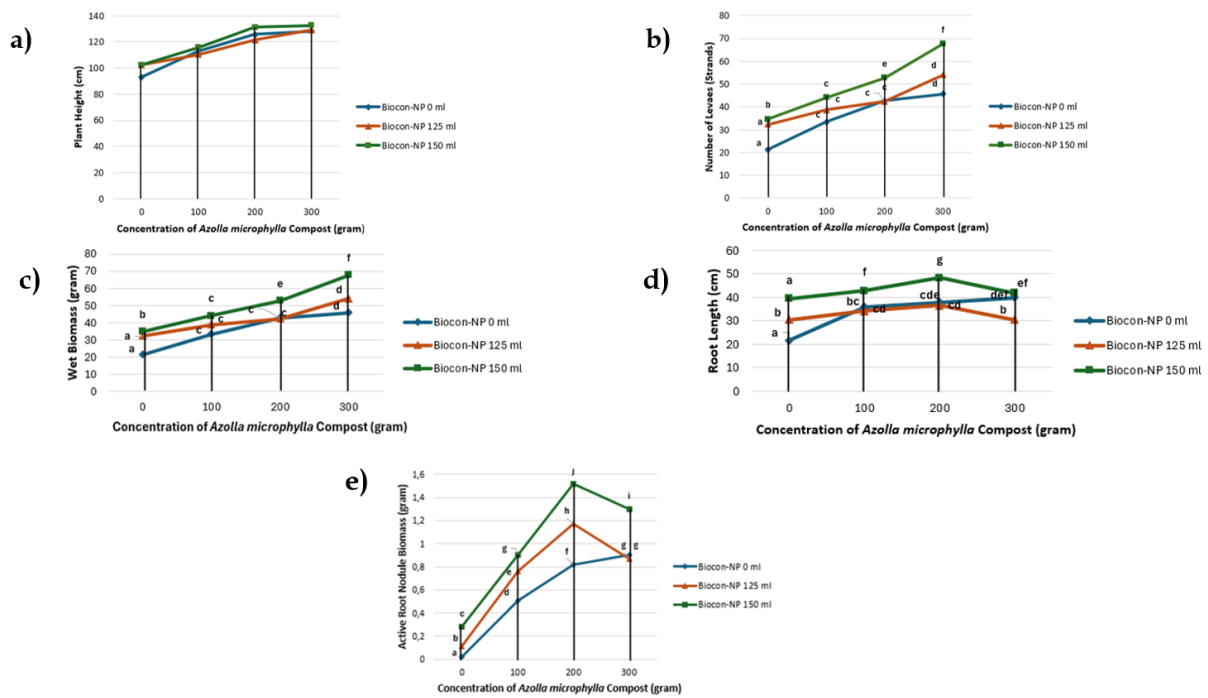 a)
Plant Height (cm)
140
120
100
80
60
40
20
0
0 100 200 300
Concentration of Azolla microphylla Compost (gram)
Biocon-NP 0 ml
Biocon-NP 125 ml
Biocon-NP 150 ml
b)
Number of Levaes (Strands)
80
70
60
50
40
30
20
10
0
f
e
d
c
b
c
c
c
d
a
c
a
0 100 200 300
Concentration of Azolla microphylla Compost (gram)
Biocon-NP 0 ml
Biocon-NP 125 ml
Biocon-NP 150 ml
c)
Wet Biomass (gram)
80
70
60
50
40
30
20
10
0
f
e
d
c
b
c
c
c
d
a
c
a
0 100 200 300
Concentration of Azolla microphylla Compost (gram)
Biocon-NP 0 ml
Biocon-NP 125 ml
Biocon-NP 150 ml
d)
Root Length (cm)
60
50
40
30
20
10
0
g
a
f
ef
bc
cde
def
b
cd
cd
b
a
0 100 200 300
Concentration of Azolla microphylla Compost (gram)
Biocon-NP 0 ml
Biocon-NP 125 ml
Biocon-NP 150 ml
e)
Active Root Nodule Biomass (gram)
1,6
1,4
1,2
1
0,8
0,6
0,4
0,2
0
j
i
h
g
f
g g
e
d
c
b
a
0 100 200 300
Concentration of Azolla microphylla Compost (gram)
Biocon-NP 0 ml
Biocon-NP 125 ml
Biocon-NP 150 ml